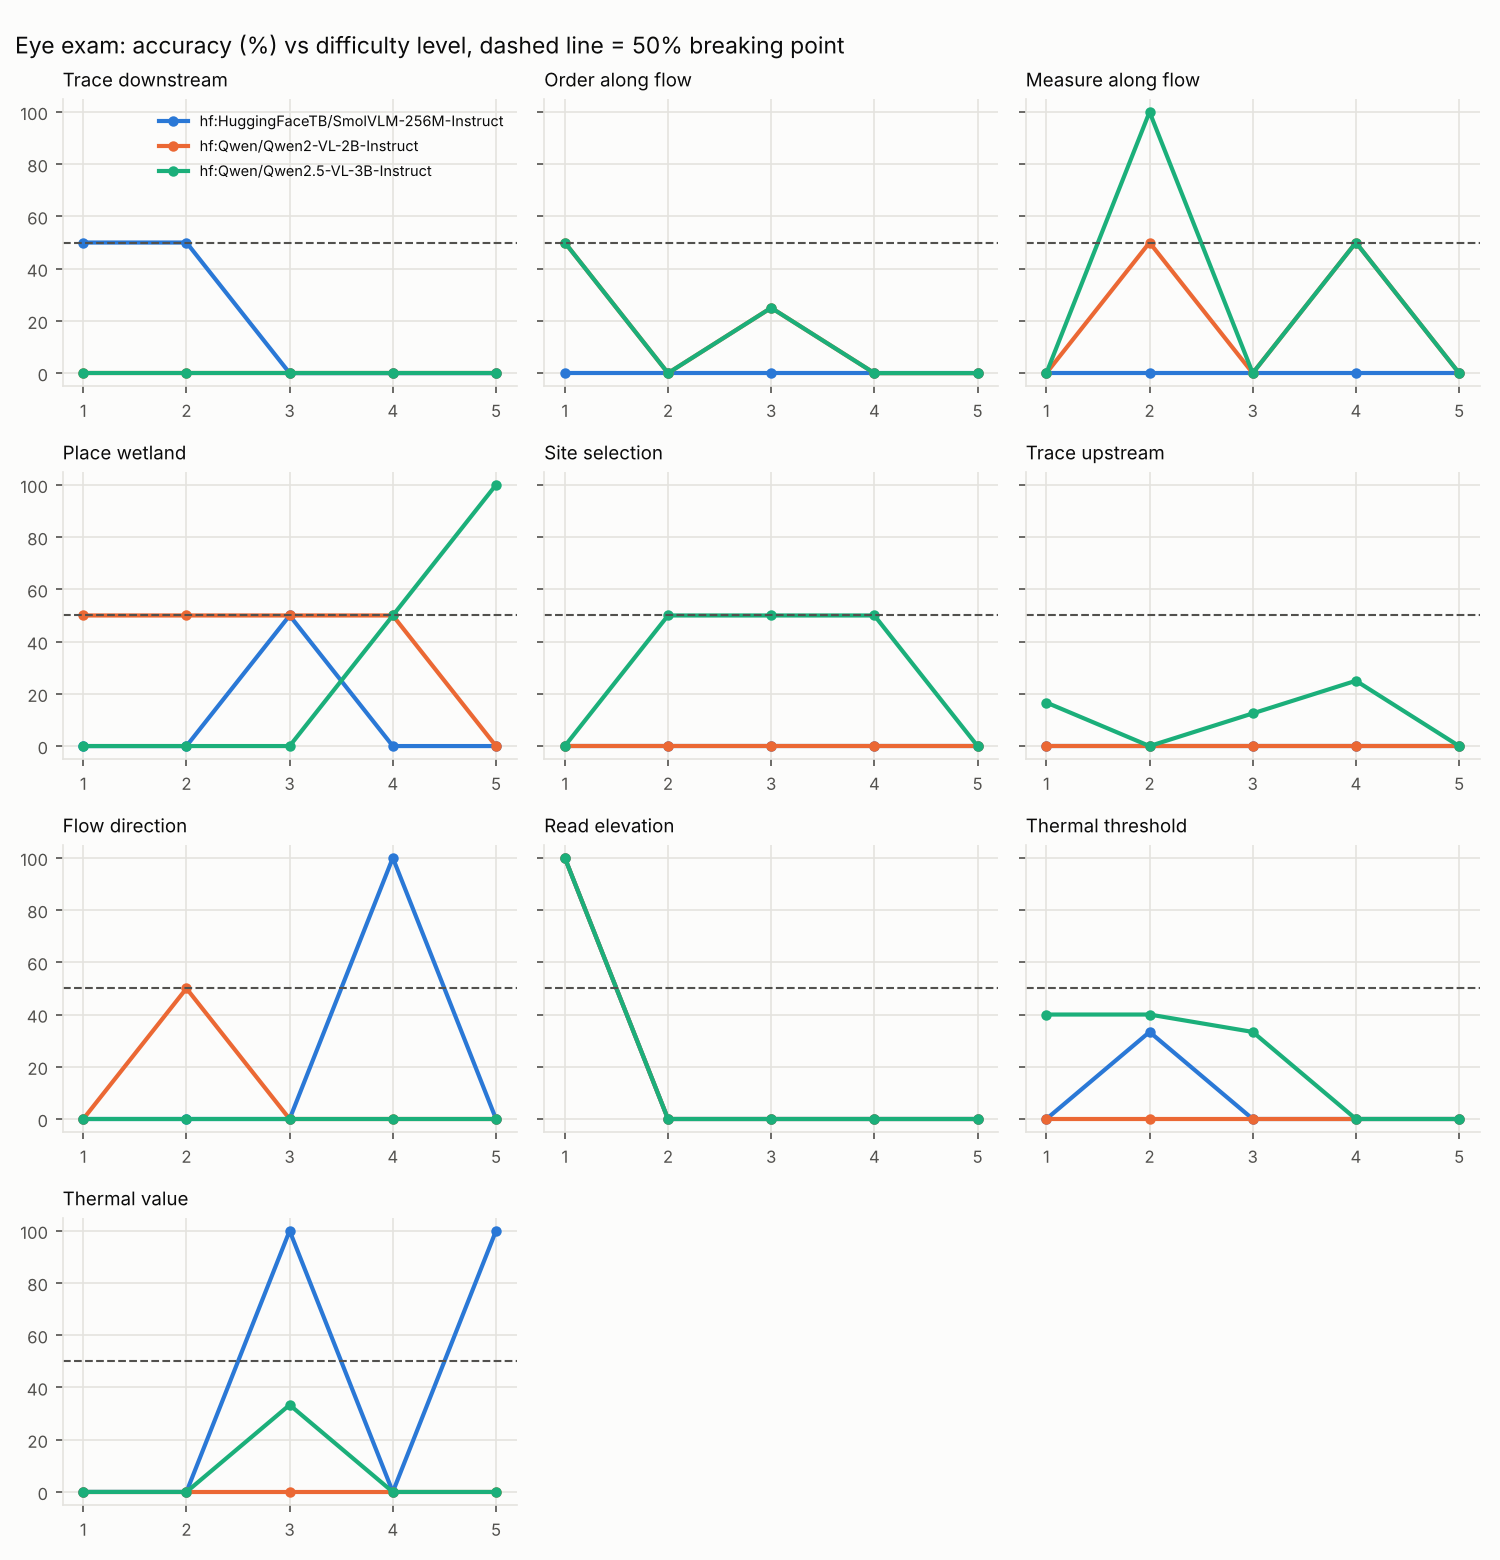 Eye exam: accuracy (%) vs difficulty level, dashed line = 50% breaking point
Trace downstream
Order along flow
Measure along flow
hf:HuggingFaceTB/SmolVLM-256M-Instruct
hf:Qwen/Qwen2-VL-2B-Instruct
hf:Qwen/Qwen2.5-VL-3B-Instruct
100
80
60
40
20
0
1 2 3 4 5
1 2 3 4 5
1 2 3 4 5
Place wetland
Site selection
Trace upstream
100
80
60
40
20
0
1 2 3 4 5
1 2 3 4 5
1 2 3 4 5
Flow direction
Read elevation
Thermal threshold
100
80
60
40
20
0
1 2 3 4 5
1 2 3 4 5
1 2 3 4 5
Thermal value
100
80
60
40
20
0
1 2 3 4 5